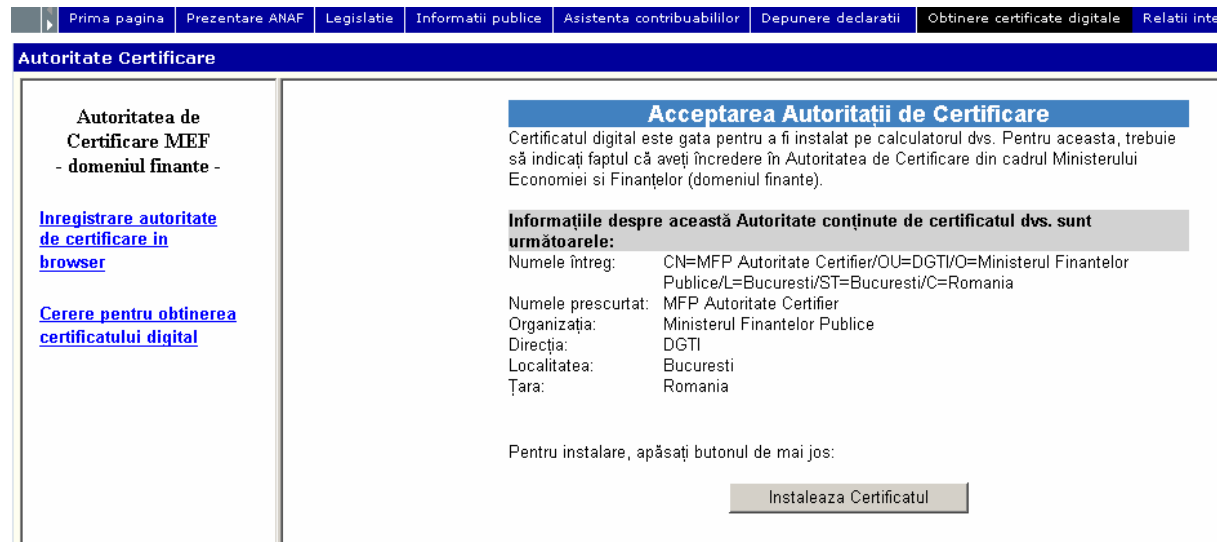 Prima pagina Prezentare ANAF Legislatie Informatii publice Asistenta contribuabililor Depunere declaratii Obtinere certificate digitale Relatii inte
Autoritate Certificare
Autoritatea de
Certificare MEF
- domeniul finante -
Inregistrare autoritate
de certificare in
browser
Cerere pentru obtinerea
certificatului digital
Acceptarea Autorității de Certificare
Certificatul digital este gata pentru a fi instalat pe calculatorul dvs. Pentru aceasta, trebuie
să indicați faptul că aveți încredere în Autoritatea de Certificare din cadrul Ministerului
Economiei si Finanțelor (domeniul finante).
Informațiile despre această Autoritate conținute de certificatul dvs. sunt
următoarele:
Numele întreg: CN=MFP Autoritate Certifier/OU=DGTI/O=Ministerul Finantelor
Publice/L=Bucuresti/ST=Bucuresti/C=Romania
Numele prescurtat: MFP Autoritate Certifier
Organizația: Ministerul Finantelor Publice
Direcția: DGTI
Localitatea: Bucuresti
Țara: Romania
Pentru instalare, apăsați butonul de mai jos:
Instaleaza Certificatul